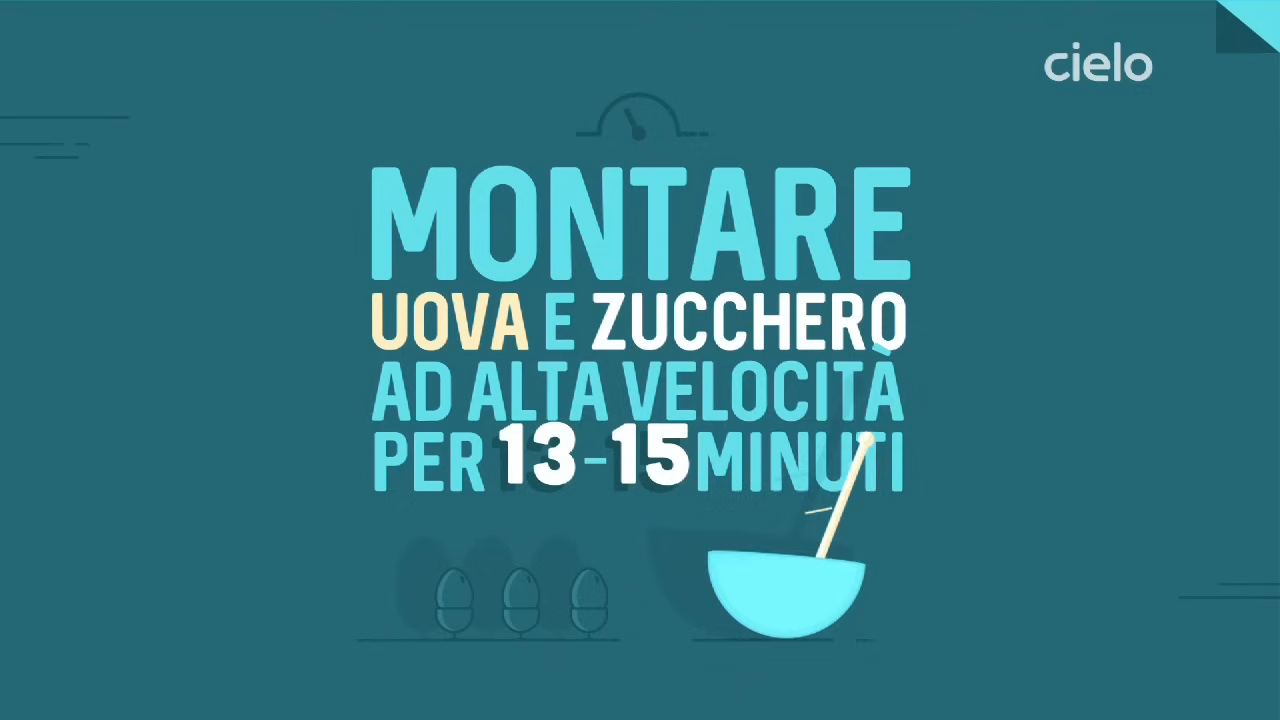 cielo
MONTARE
UOVA E ZUCCHERO
AD ALTA VELOCITÀ
PER 13-15 MINUTI